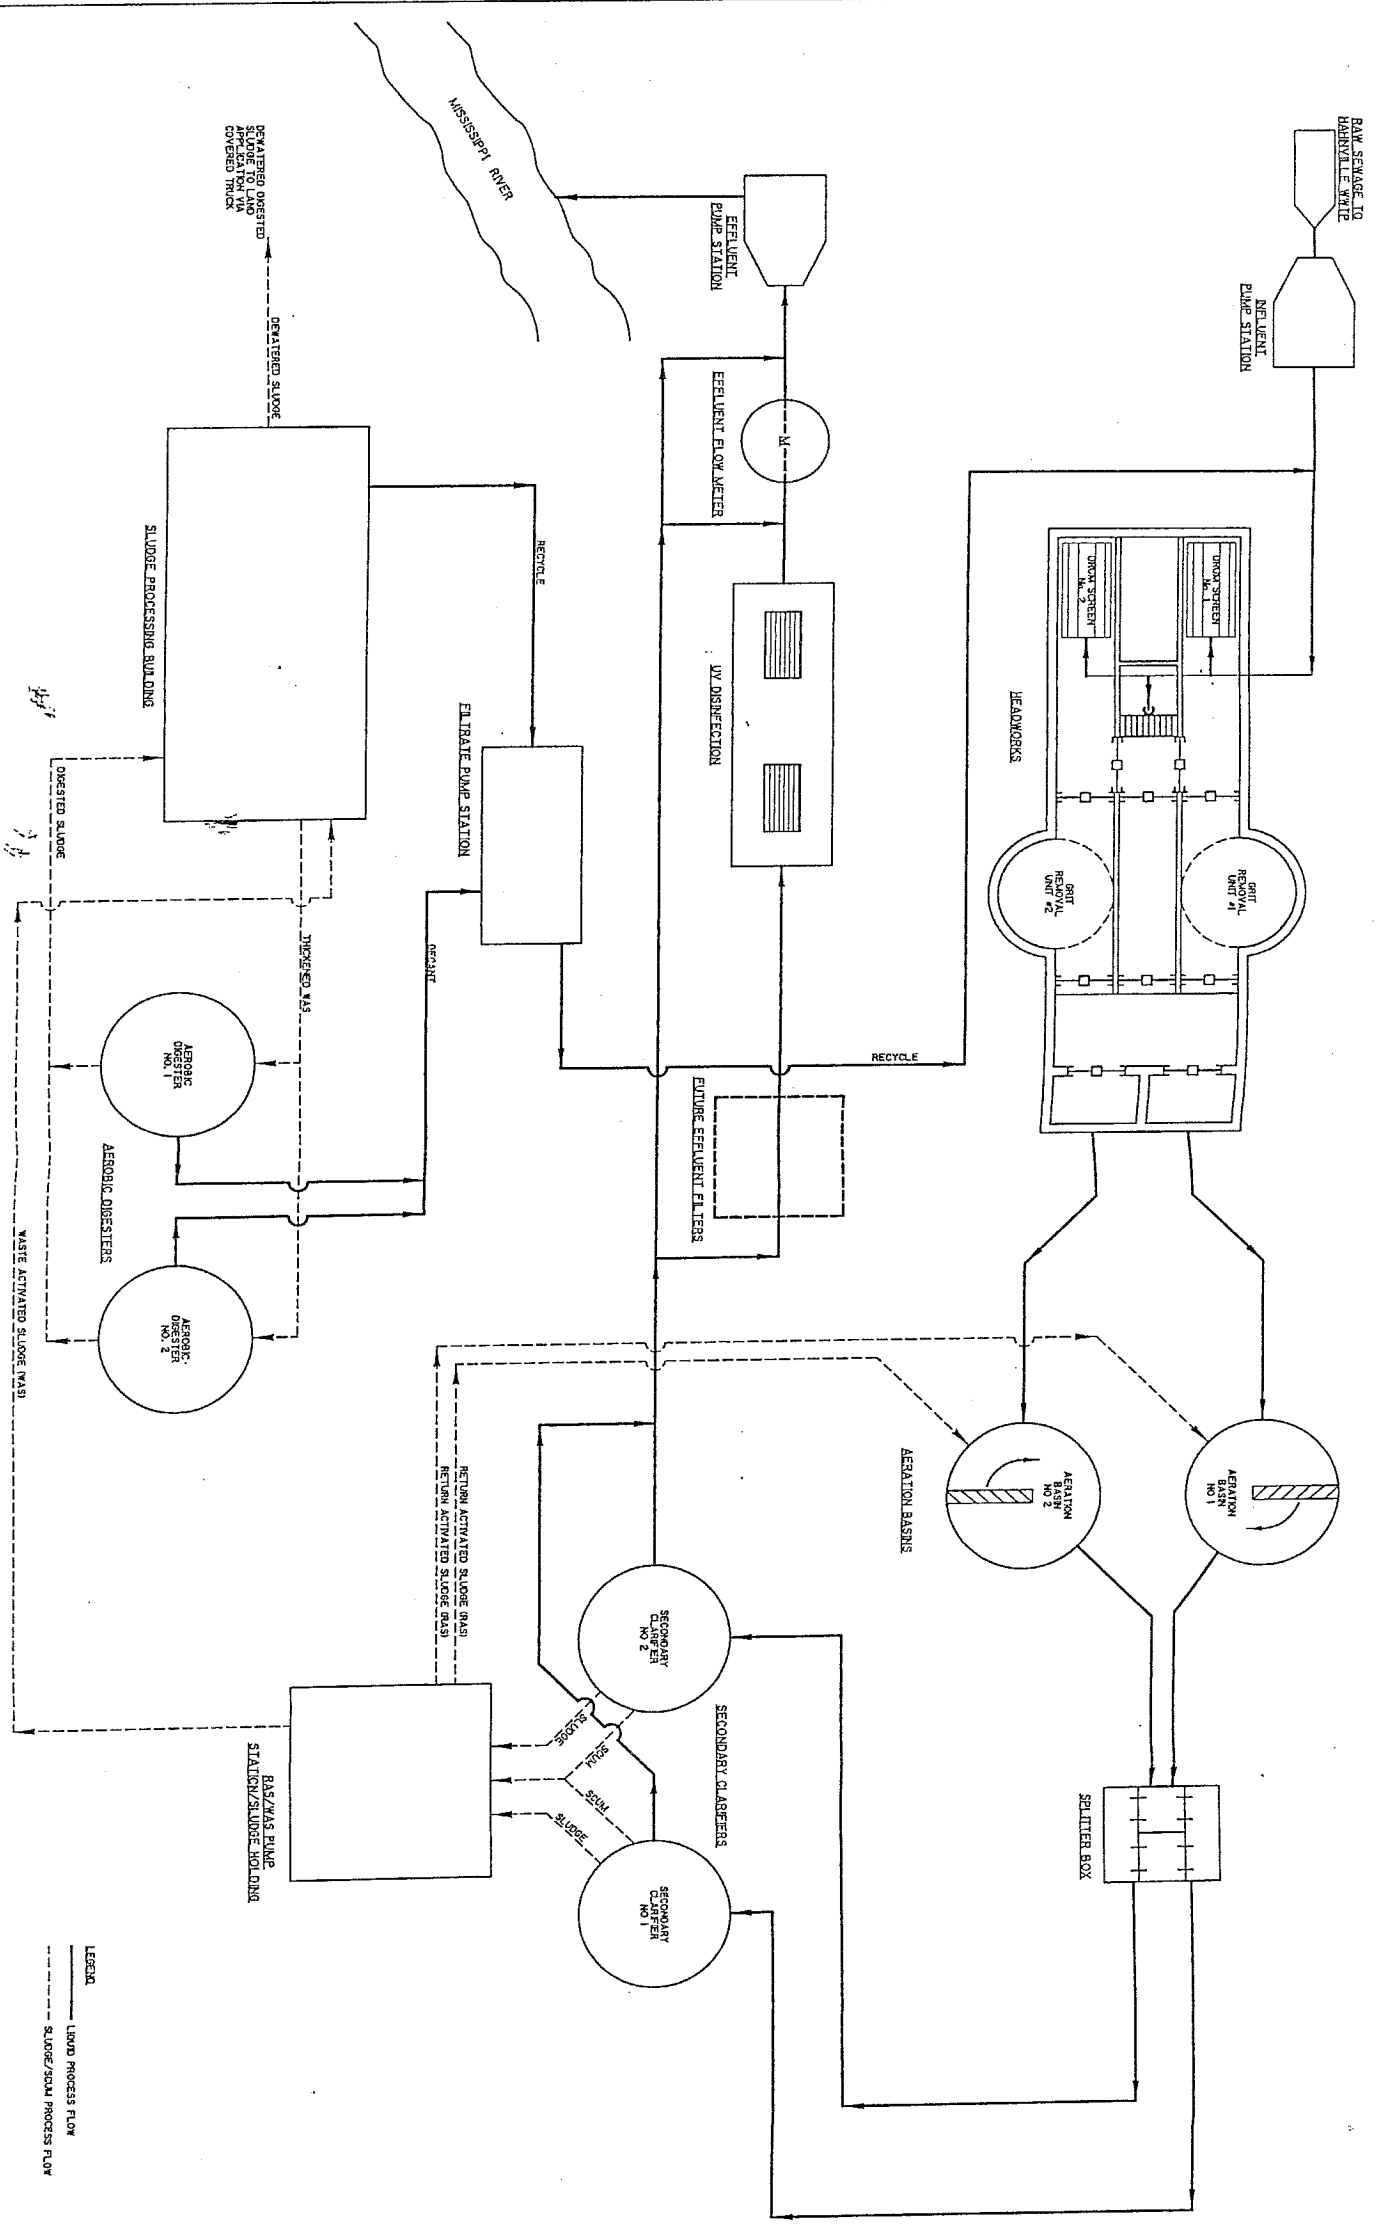 RAW SEWAGE TO
HAHNVILLE WWTP
INFLUENT
PUMP STATION
DRUM SCREEN
No. 1
DRUM SCREEN
No. 2
HEADWORKS
GRIT
REMOVAL
UNIT #1
GRIT
REMOVAL
UNIT #2
AERATION
BASIN
NO 1
AERATION
BASIN
NO 2
AERATION BASINS
SPLITTER BOX
MISSISSIPPI RIVER
EFFLUENT
PUMP STATION
EFFLUENT FLOW METER
M
UV DISINFECTION
FUTURE EFFLUENT FILTERS
RECYCLE
SECONDARY
CLARIFIER
NO 2
SECONDARY CLARIFIERS
SECONDARY
CLARIFIER
NO 1
SLUDGE
SCUM
SCUM
SLUDGE
RECYCLE
FILTRATE PUMP STATION
DECANT
RETURN ACTIVATED SLUDGE (RAS)
RETURN ACTIVATED SLUDGE (RAS)
RAS/WAS PUMP
STATION/SLUDGE HOLDING
DEWATERED DIGESTED
SLUDGE TO LAND
APPLICATION VIA
COVERED TRUCK
DEWATERED SLUDGE
SLUDGE PROCESSING BUILDING
THICKENED WAS
DIGESTED SLUDGE
AEROBIC
DIGESTER
NO. 1
AEROBIC DIGESTERS
AEROBIC
DIGESTER
NO. 2
WASTE ACTIVATED SLUDGE (WAS)
LEGEND
LIQUID PROCESS FLOW
SLUDGE/SCUM PROCESS FLOW